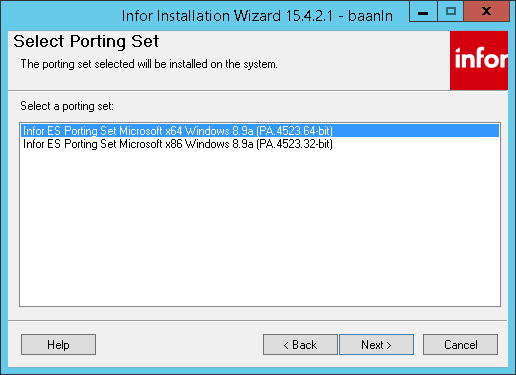 Infor Installation Wizard 15.4.2.1 - baanln
Select Porting Set
The porting set selected will be installed on the system.
infor
Select a porting set:
Infor ES Porting Set Microsoft x64 Windows 8.9a (PA.4523.64-bit)
Infor ES Porting Set Microsoft x86 Windows 8.9a (PA.4523.32-bit)
Help
< Back
Next >
Cancel